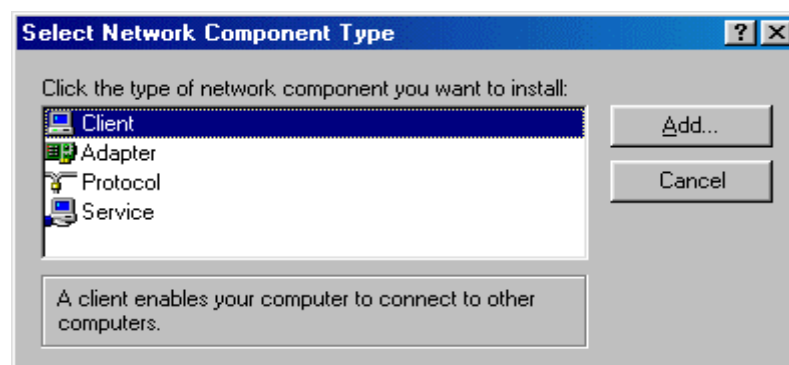 Select Network Component Type
Click the type of network component you want to install:
Client
Add...
Adapter
Protocol
Cancel
Service
A client enables your computer to connect to other
computers.